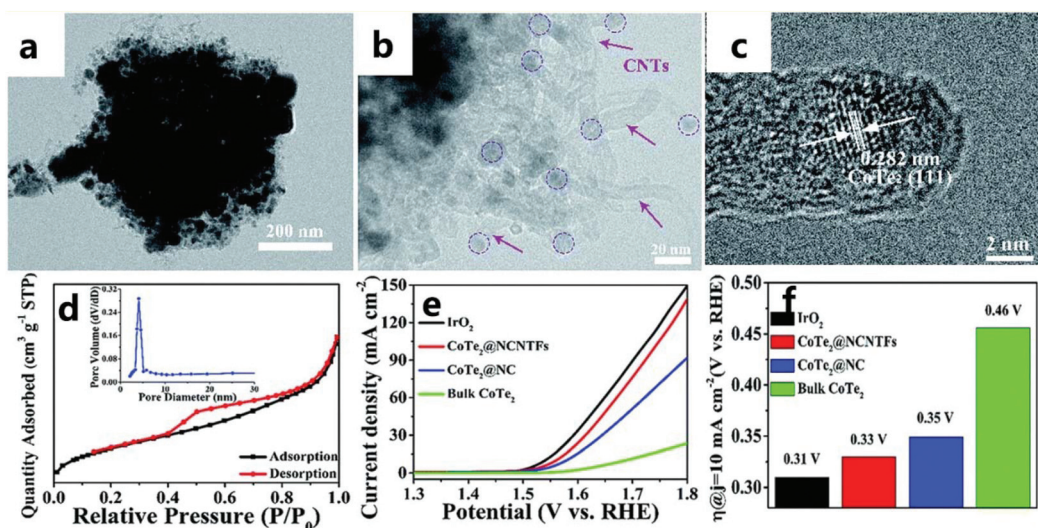 a
200 nm
b
CNTs
20 nm
c
0.282 nm
CoTe₂ (111)
2 nm
d
Quantity Adsorbed (cm³ g⁻¹ STP)
Pore Volume (dV/dD)
0.32
0.24
0.16
0.08
0.00
0 10 20 30
Pore Diameter (nm)
Adsorption
Desorption
0.0 0.2 0.4 0.6 0.8 1.0
Relative Pressure (P/P₀)
e
Current density (mA cm⁻²)
150
120
90
60
30
0
IrO₂
CoTe₂@NCNTFs
CoTe₂@NC
Bulk CoTe₂
1.3 1.4 1.5 1.6 1.7 1.8
Potential (V vs. RHE)
f
η@j=10 mA cm⁻²(V vs. RHE)
0.50
0.45
0.40
0.35
0.30
IrO₂
CoTe₂@NCNTFs
CoTe₂@NC
Bulk CoTe₂
0.31 V
0.33 V
0.35 V
0.46 V